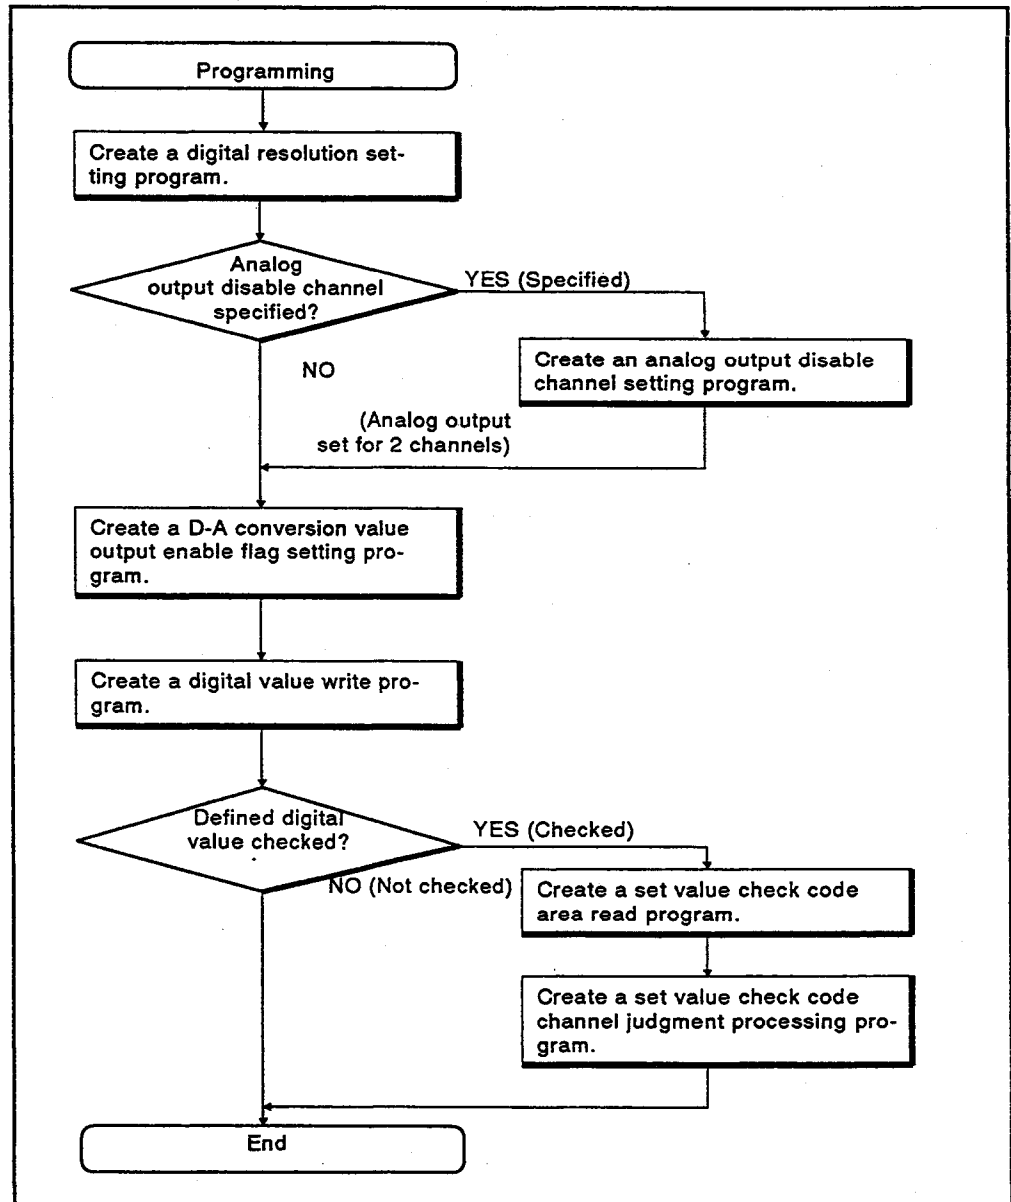 Programming
Create a digital resolution set-
ting program.
Analog
output disable channel
specified?
YES (Specified)
NO
Create an analog output disable
channel setting program.
(Analog output
set for 2 channels)
Create a D-A conversion value
output enable flag setting pro-
gram.
Create a digital value write pro-
gram.
Defined digital
value checked?
YES (Checked)
NO (Not checked)
Create a set value check code
area read program.
Create a set value check code
channel judgment processing pro-
gram.
End